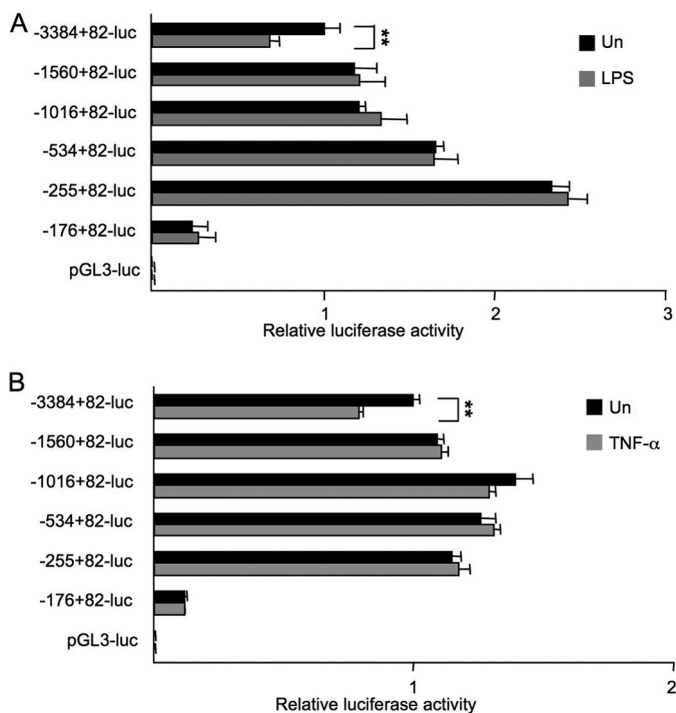 A
-3384+82-luc
**
Un
-1560+82-luc
LPS
-1016+82-luc
-534+82-luc
-255+82-luc
-176+82-luc
pGL3-luc
1 2 3
Relative luciferase activity
B
-3384+82-luc
**
Un
-1560+82-luc
TNF-α
-1016+82-luc
-534+82-luc
-255+82-luc
-176+82-luc
pGL3-luc
1 2
Relative luciferase activity